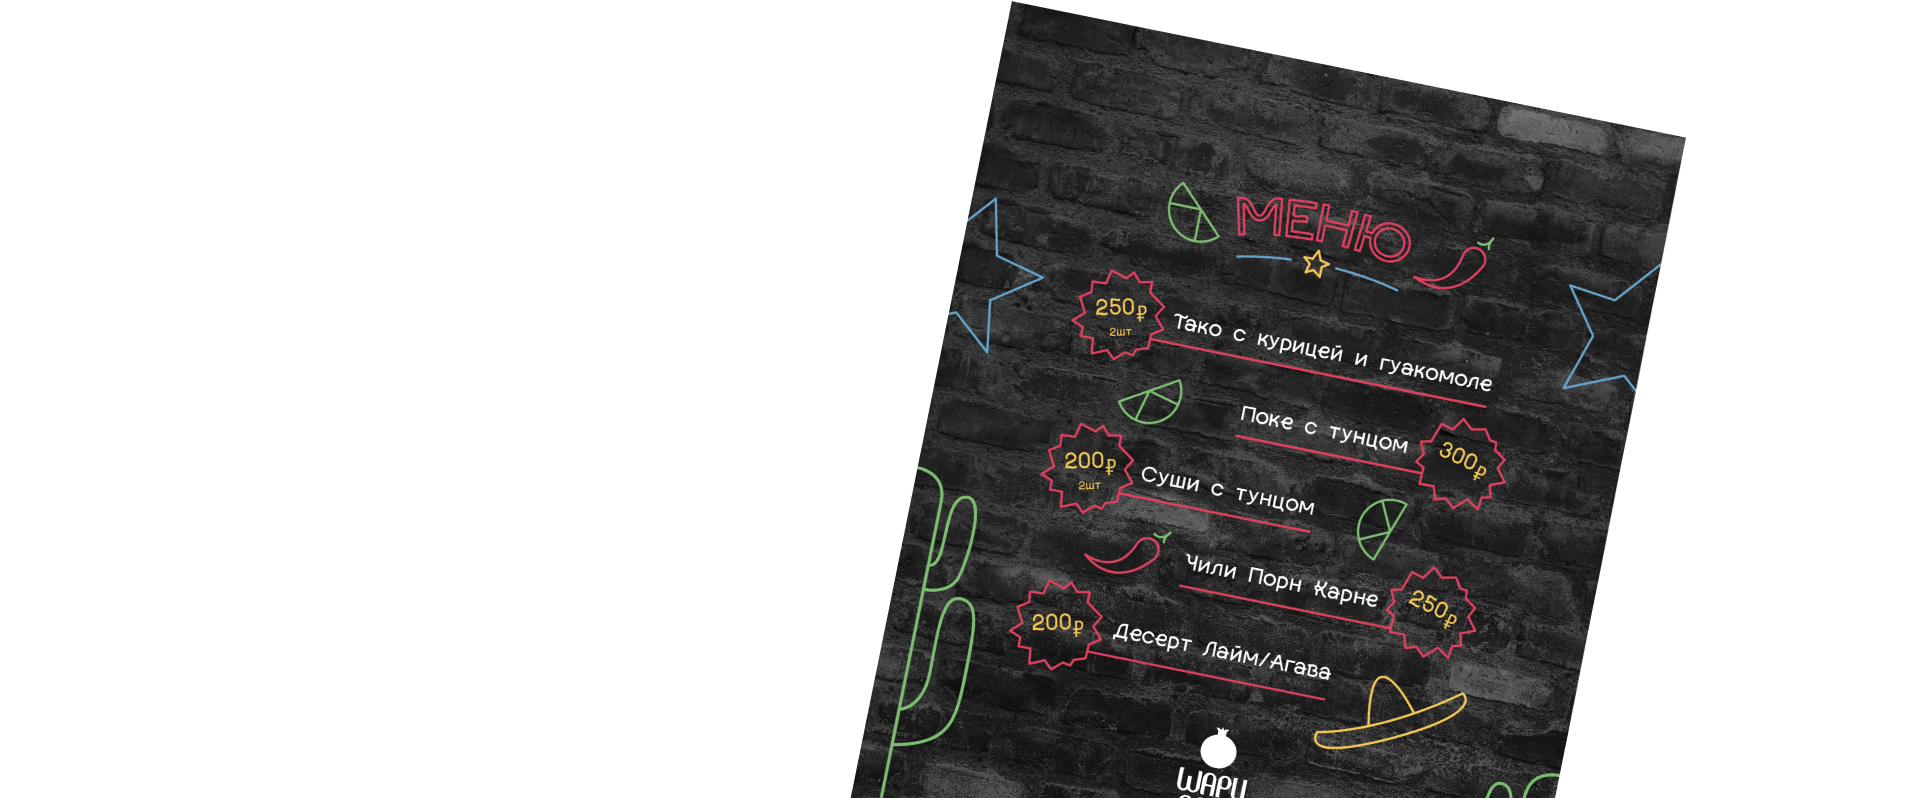 МЕНЮ
250₽
2шт
Тако с курицей и гуакомоле
Поке с тунцом
300₽
200₽
2шт
Суши с тунцом
Чили Порн Карне
250₽
200₽
Десерт Лайм/Агава
WAPU